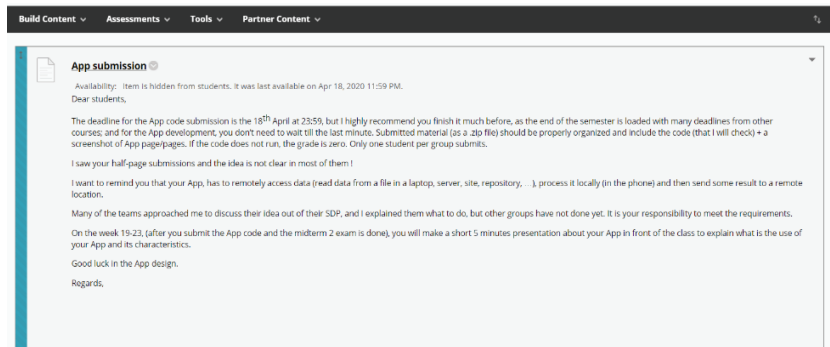 Build Content Assessments Tools Partner Content
App submission
Availability: Item is hidden from students. It was last available on Apr 18, 2020 11:59 PM.
Dear students,
The deadline for the App code submission is the 18th April at 23:59, but I highly recommend you finish it much before, as the end of the semester is loaded with many deadlines from other
courses; and for the App development, you don't need to wait till the last minute. Submitted material (as a .zip file) should be properly organized and include the code (that I will check) + a
screenshot of App page/pages. If the code does not run, the grade is zero. Only one student per group submits.
I saw your half-page submissions and the idea is not clear in most of them !
I want to remind you that your App, has to remotely access data (read data from a file in a laptop, server, site, repository, ...), process it locally (in the phone) and then send some result to a remote
location.
Many of the teams approached me to discuss their idea out of their SDP, and I explained them what to do, but other groups have not done yet. It is your responsibility to meet the requirements.
On the week 19-23, (after you submit the App code and the midterm 2 exam is done), you will make a short 5 minutes presentation about your App in front of the class to explain what is the use of
your App and its characteristics.
Good luck in the App design.
Regards,